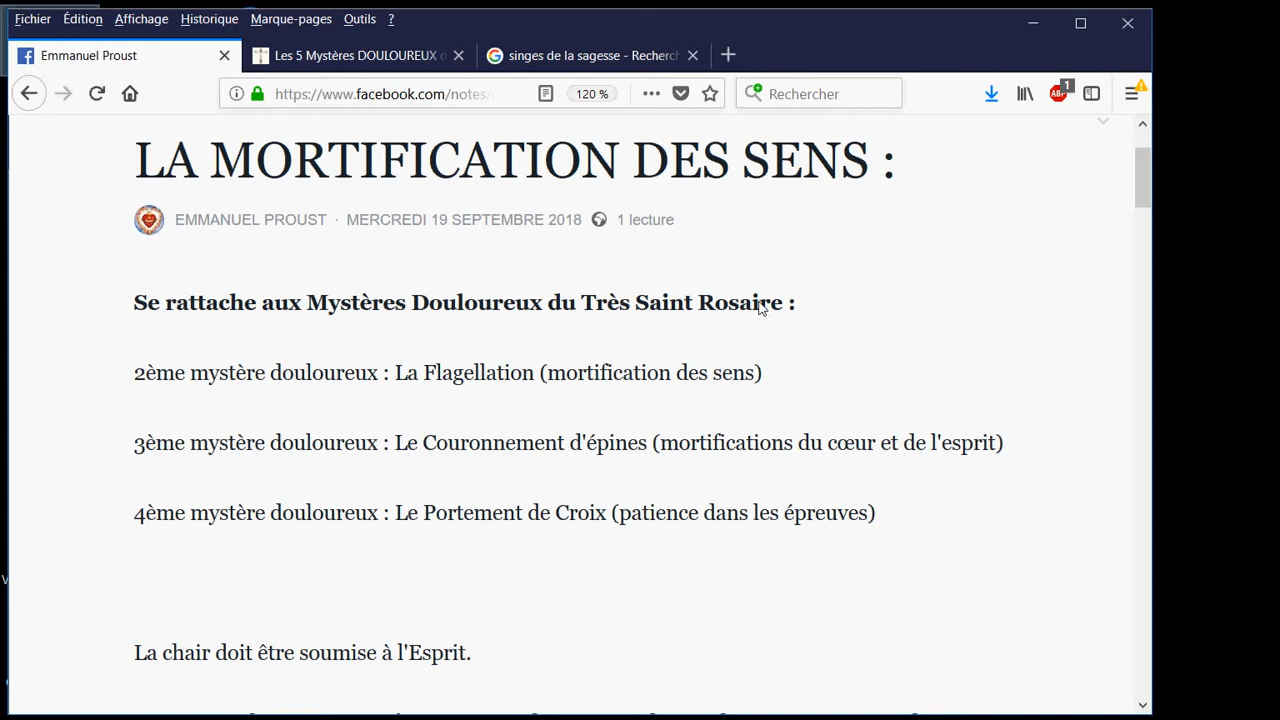 Fichier Édition Affichage Historique Marque-pages Outils ?
Emmanuel Proust Les 5 Mystères DOULOUREUX d singes de la sagesse - Recherch
https://www.facebook.com/notes/ 120 % Rechercher ABP 1
LA MORTIFICATION DES SENS :
EMMANUEL PROUST · MERCREDI 19 SEPTEMBRE 2018 1 lecture
Se rattache aux Mystères Douloureux du Très Saint Rosaire :
2ème mystère douloureux : La Flagellation (mortification des sens)
3ème mystère douloureux : Le Couronnement d'épines (mortifications du cœur et de l'esprit)
4ème mystère douloureux : Le Portement de Croix (patience dans les épreuves)
La chair doit être soumise à l'Esprit.